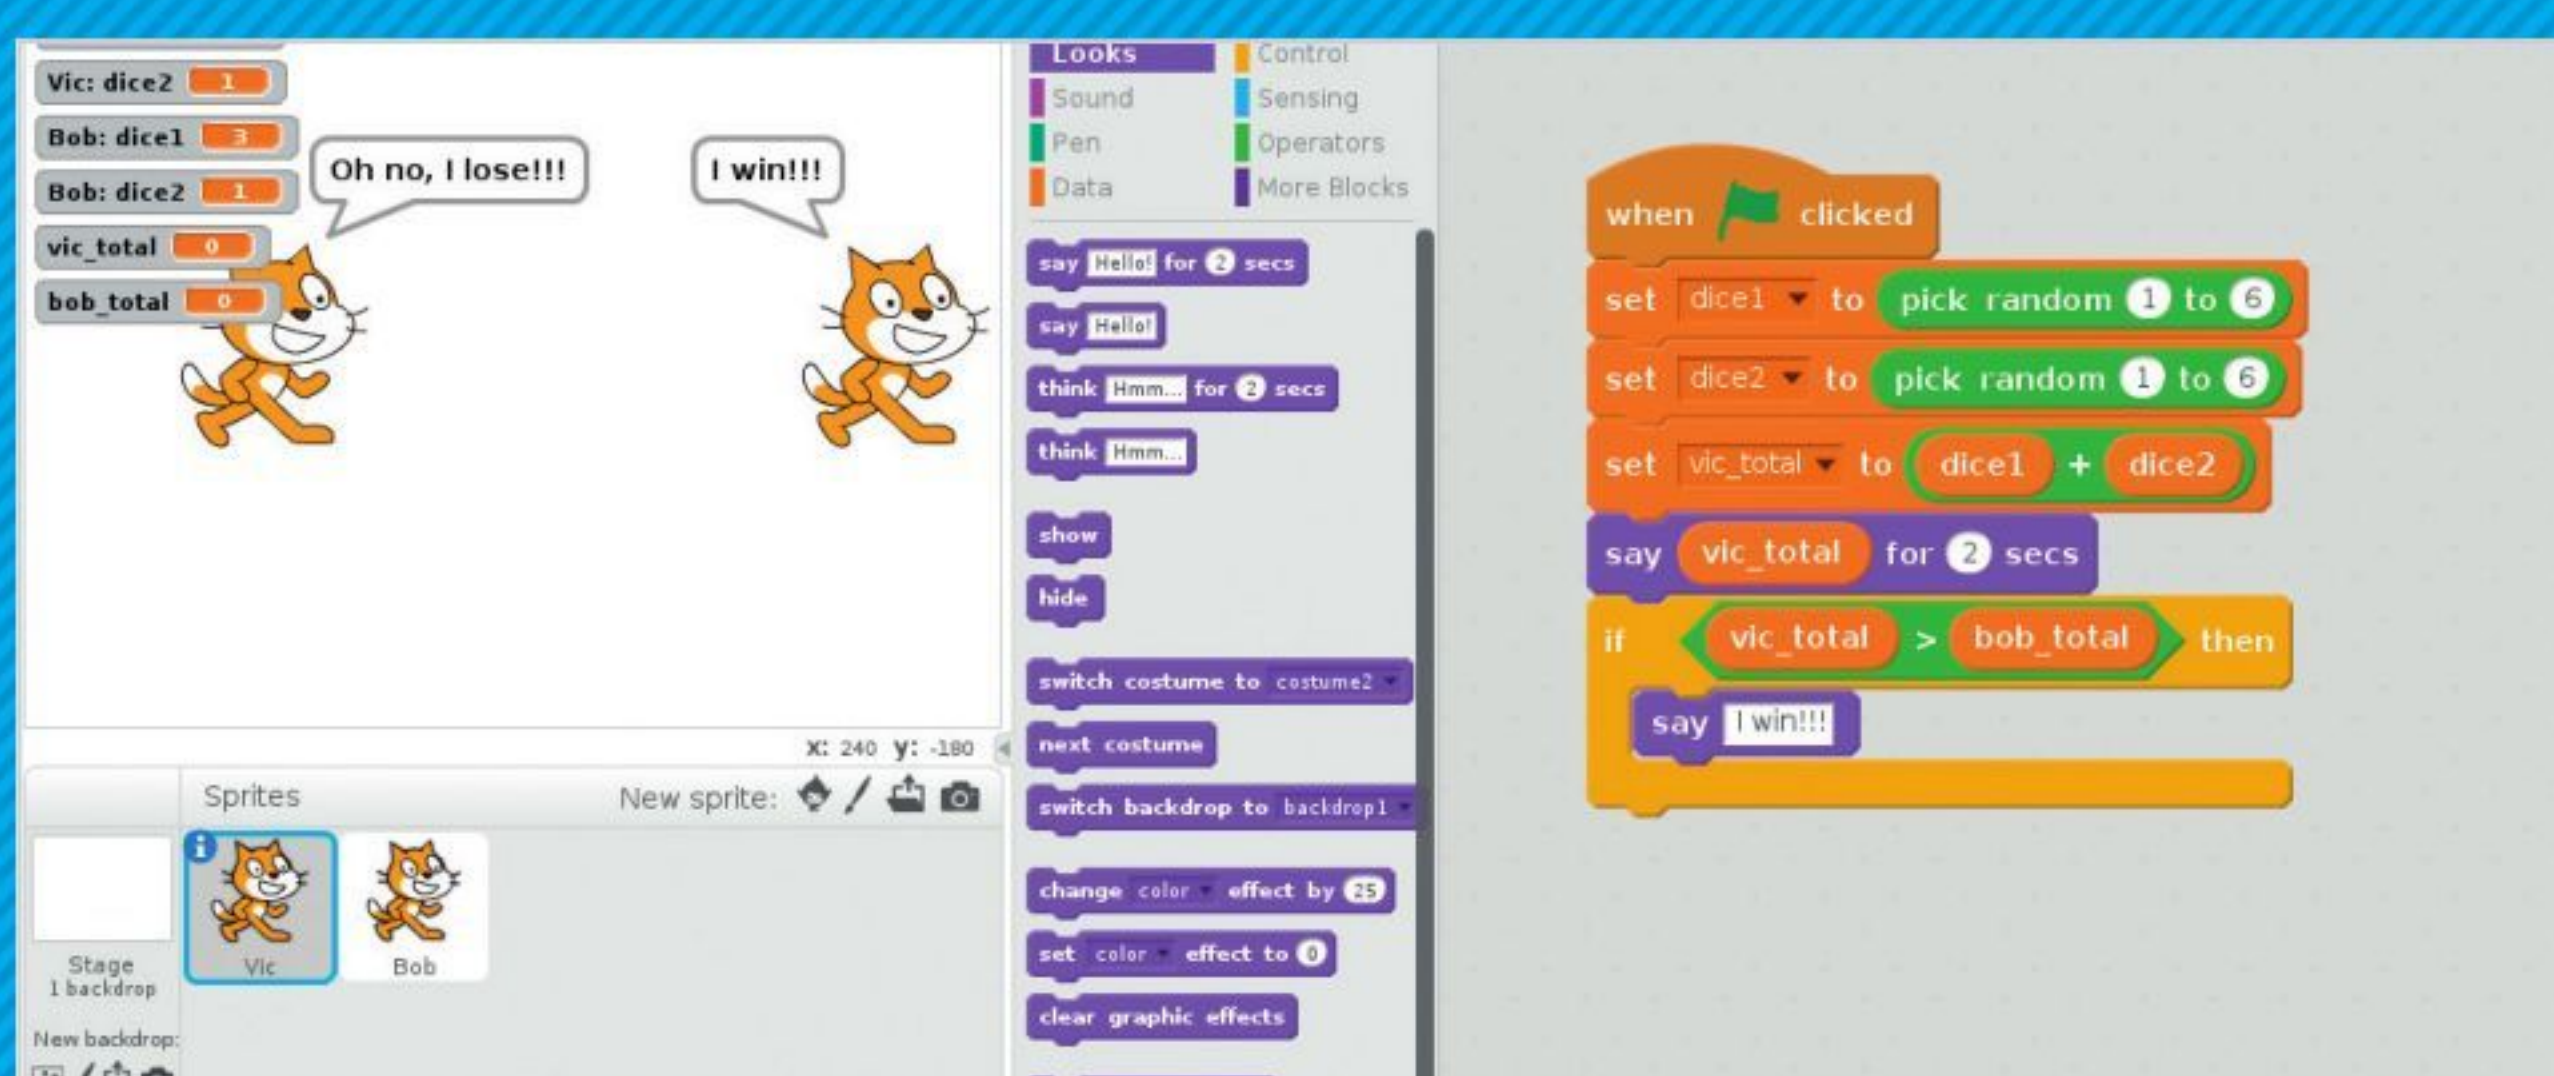 Vic: dice2 1
Bob: dice1 3
Bob: dice2 1
vic_total 0
bob_total 0
Oh no, I lose!!!
I win!!!
x: 240 y: -180
Sprites
New sprite:
Vic
Bob
Stage
1 backdrop
New backdrop:
Looks
Control
Sound
Sensing
Pen
Operators
Data
More Blocks
say Hello! for 2 secs
say Hello!
think Hmm... for 2 secs
think Hmm...
show
hide
switch costume to costume2
next costume
switch backdrop to backdrop1
change color effect by 25
set color effect to 0
clear graphic effects
when clicked
set dice1 to pick random 1 to 6
set dice2 to pick random 1 to 6
set vic_total to dice1 + dice2
say vic_total for 2 secs
if vic_total > bob_total then
say I win!!!